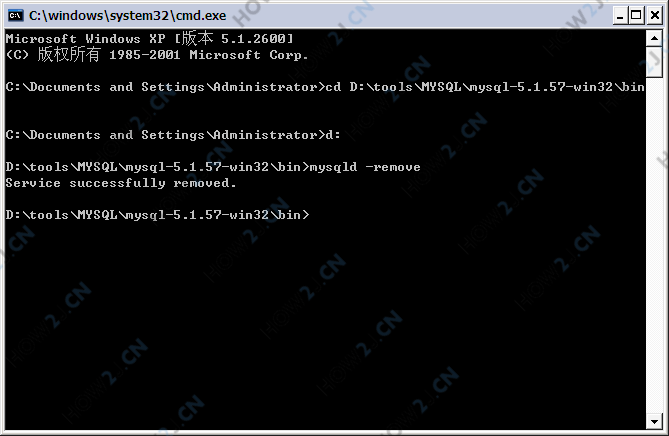 C:\windows\system32\cmd.exe
Microsoft Windows XP [版本 5.1.2600]
(C) 版权所有 1985-2001 Microsoft Corp.
C:\Documents and Settings\Administrator>cd D:\tools\MYSQL\mysql-5.1.57-win32\bin
C:\Documents and Settings\Administrator>d:
D:\tools\MYSQL\mysql-5.1.57-win32\bin>mysqld -remove
Service successfully removed.
D:\tools\MYSQL\mysql-5.1.57-win32\bin>